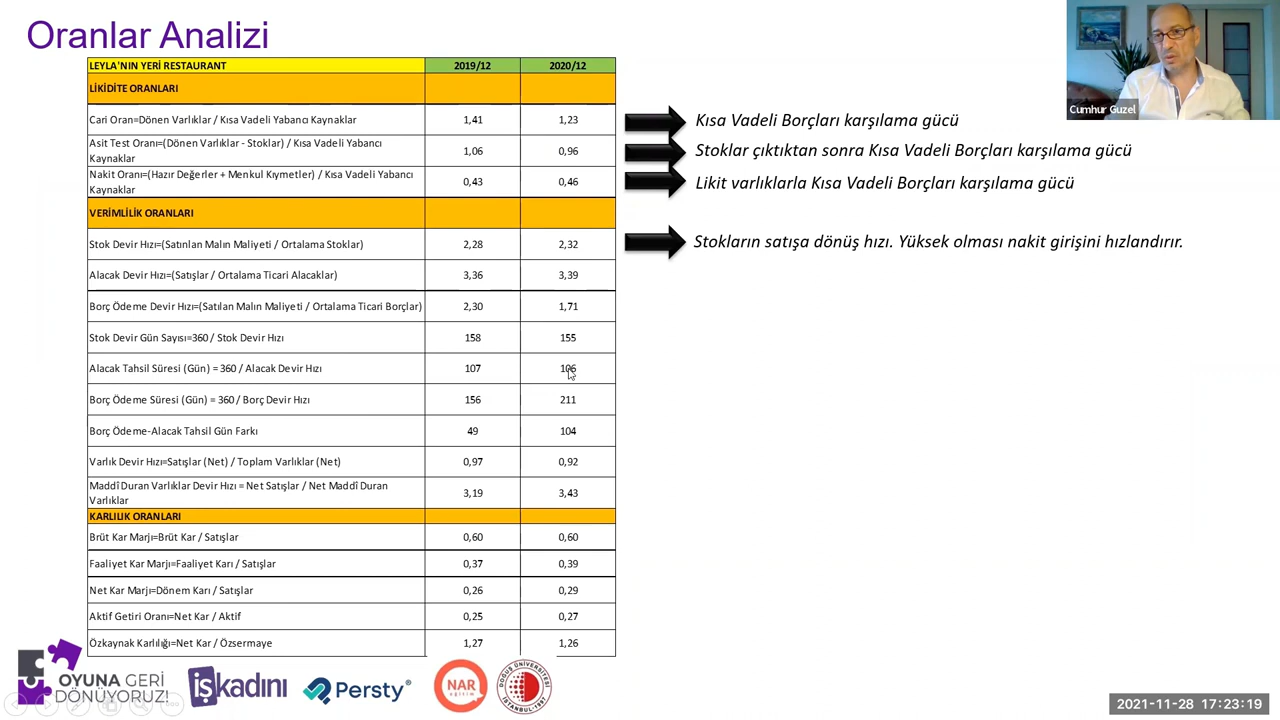 Oranlar Analizi
Cumhur Guzel
LEYLA'NIN YERİ RESTAURANT 2019/12 2020/12
LİKİDİTE ORANLARI
Cari Oran=Dönen Varlıklar / Kısa Vadeli Yabancı Kaynaklar 1,41 1,23
Kısa Vadeli Borçları karşılama gücü
Asit Test Oranı=(Dönen Varlıklar - Stoklar) / Kısa Vadeli Yabancı
Kaynaklar 1,06 0,96
Stoklar çıktıktan sonra Kısa Vadeli Borçları karşılama gücü
Nakit Oranı=(Hazır Değerler + Menkul Kıymetler) / Kısa Vadeli Yabancı
Kaynaklar 0,43 0,46
Likit varlıklarla Kısa Vadeli Borçları karşılama gücü
VERİMLİLİK ORANLARI
Stok Devir Hızı=(Satınlan Malın Maliyeti / Ortalama Stoklar) 2,28 2,32
Stokların satışa dönüş hızı. Yüksek olması nakit girişini hızlandırır.
Alacak Devir Hızı=(Satışlar / Ortalama Ticari Alacaklar) 3,36 3,39
Borç Ödeme Devir Hızı=(Satılan Malın Maliyeti / Ortalama Ticari Borçlar) 2,30 1,71
Stok Devir Gün Sayısı=360 / Stok Devir Hızı 158 155
Alacak Tahsil Süresi (Gün) = 360 / Alacak Devir Hızı 107 106
Borç Ödeme Süresi (Gün) = 360 / Borç Devir Hızı 156 211
Borç Ödeme-Alacak Tahsil Gün Farkı 49 104
Varlık Devir Hızı=Satışlar (Net) / Toplam Varlıklar (Net) 0,97 0,92
Maddî Duran Varlıklar Devir Hızı = Net Satışlar / Net Maddî Duran
Varlıklar 3,19 3,43
KARLILIK ORANLARI
Brüt Kar Marjı=Brüt Kar / Satışlar 0,60 0,60
Faaliyet Kar Marjı=Faaliyet Karı / Satışlar 0,37 0,39
Net Kar Marjı=Dönem Karı / Satışlar 0,26 0,29
Aktif Getiri Oranı=Net Kar / Aktif 0,25 0,27
Özkaynak Karlılığı=Net Kar / Özsermaye 1,27 1,26
OYUNA GERİ
DÖNÜYORUZ!
işkadını
Persty
NAR
eğitim
DOĞUŞ ÜNİVERSİTESİ
İSTANBUL-1997
2021-11-28 17:23:19